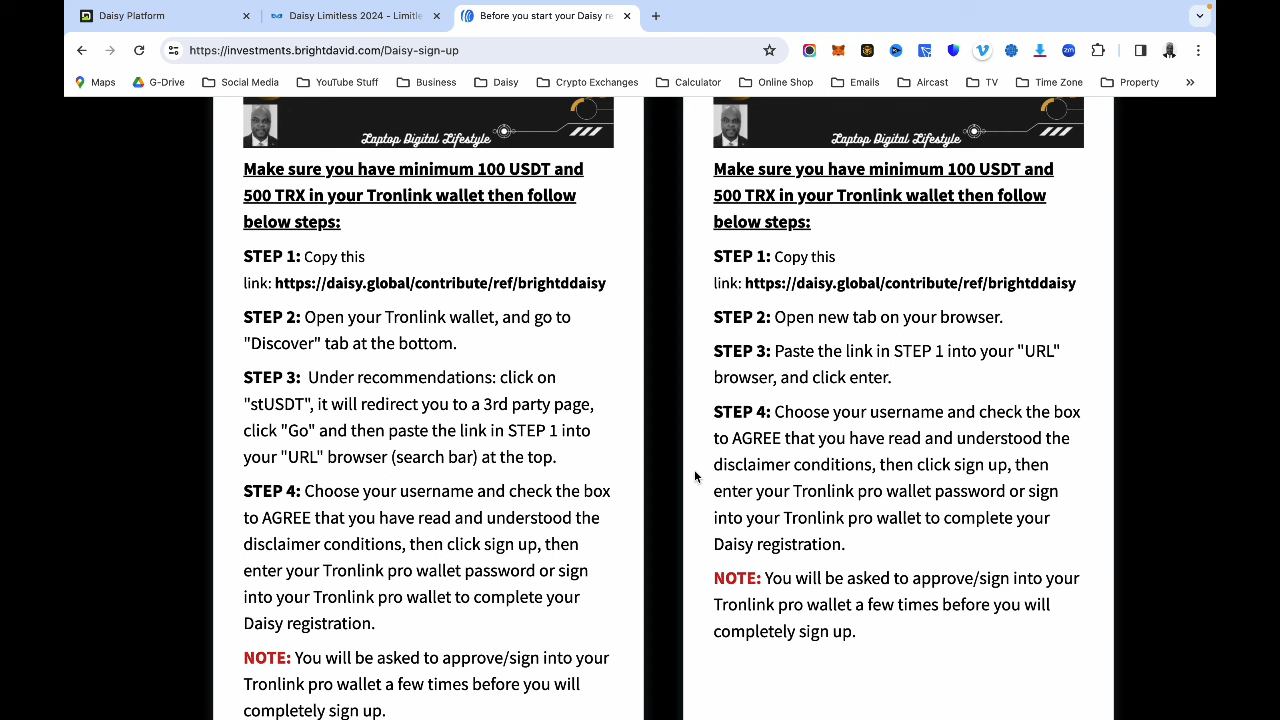 Daisy Platform
Daisy Limitless 2024 - Limitle
Before you start your Daisy re
https://investments.brightdavid.com/Daisy-sign-up
Maps
G-Drive
Social Media
YouTube Stuff
Business
Daisy
Crypto Exchanges
Calculator
Online Shop
Emails
Aircast
TV
Time Zone
Property
Laptop Digital Lifestyle
Make sure you have minimum 100 USDT and
500 TRX in your Tronlink wallet then follow
below steps:
STEP 1: Copy this
link: https://daisy.global/contribute/ref/brightddaisy
STEP 2: Open your Tronlink wallet, and go to
"Discover" tab at the bottom.
STEP 3: Under recommendations: click on
"stUSDT", it will redirect you to a 3rd party page,
click "Go" and then paste the link in STEP 1 into
your "URL" browser (search bar) at the top.
STEP 4: Choose your username and check the box
to AGREE that you have read and understood the
disclaimer conditions, then click sign up, then
enter your Tronlink pro wallet password or sign
into your Tronlink pro wallet to complete your
Daisy registration.
NOTE: You will be asked to approve/sign into your
Tronlink pro wallet a few times before you will
completely sign up.
Laptop Digital Lifestyle
Make sure you have minimum 100 USDT and
500 TRX in your Tronlink wallet then follow
below steps:
STEP 1: Copy this
link: https://daisy.global/contribute/ref/brightddaisy
STEP 2: Open new tab on your browser.
STEP 3: Paste the link in STEP 1 into your "URL"
browser, and click enter.
STEP 4: Choose your username and check the box
to AGREE that you have read and understood the
disclaimer conditions, then click sign up, then
enter your Tronlink pro wallet password or sign
into your Tronlink pro wallet to complete your
Daisy registration.
NOTE: You will be asked to approve/sign into your
Tronlink pro wallet a few times before you will
completely sign up.